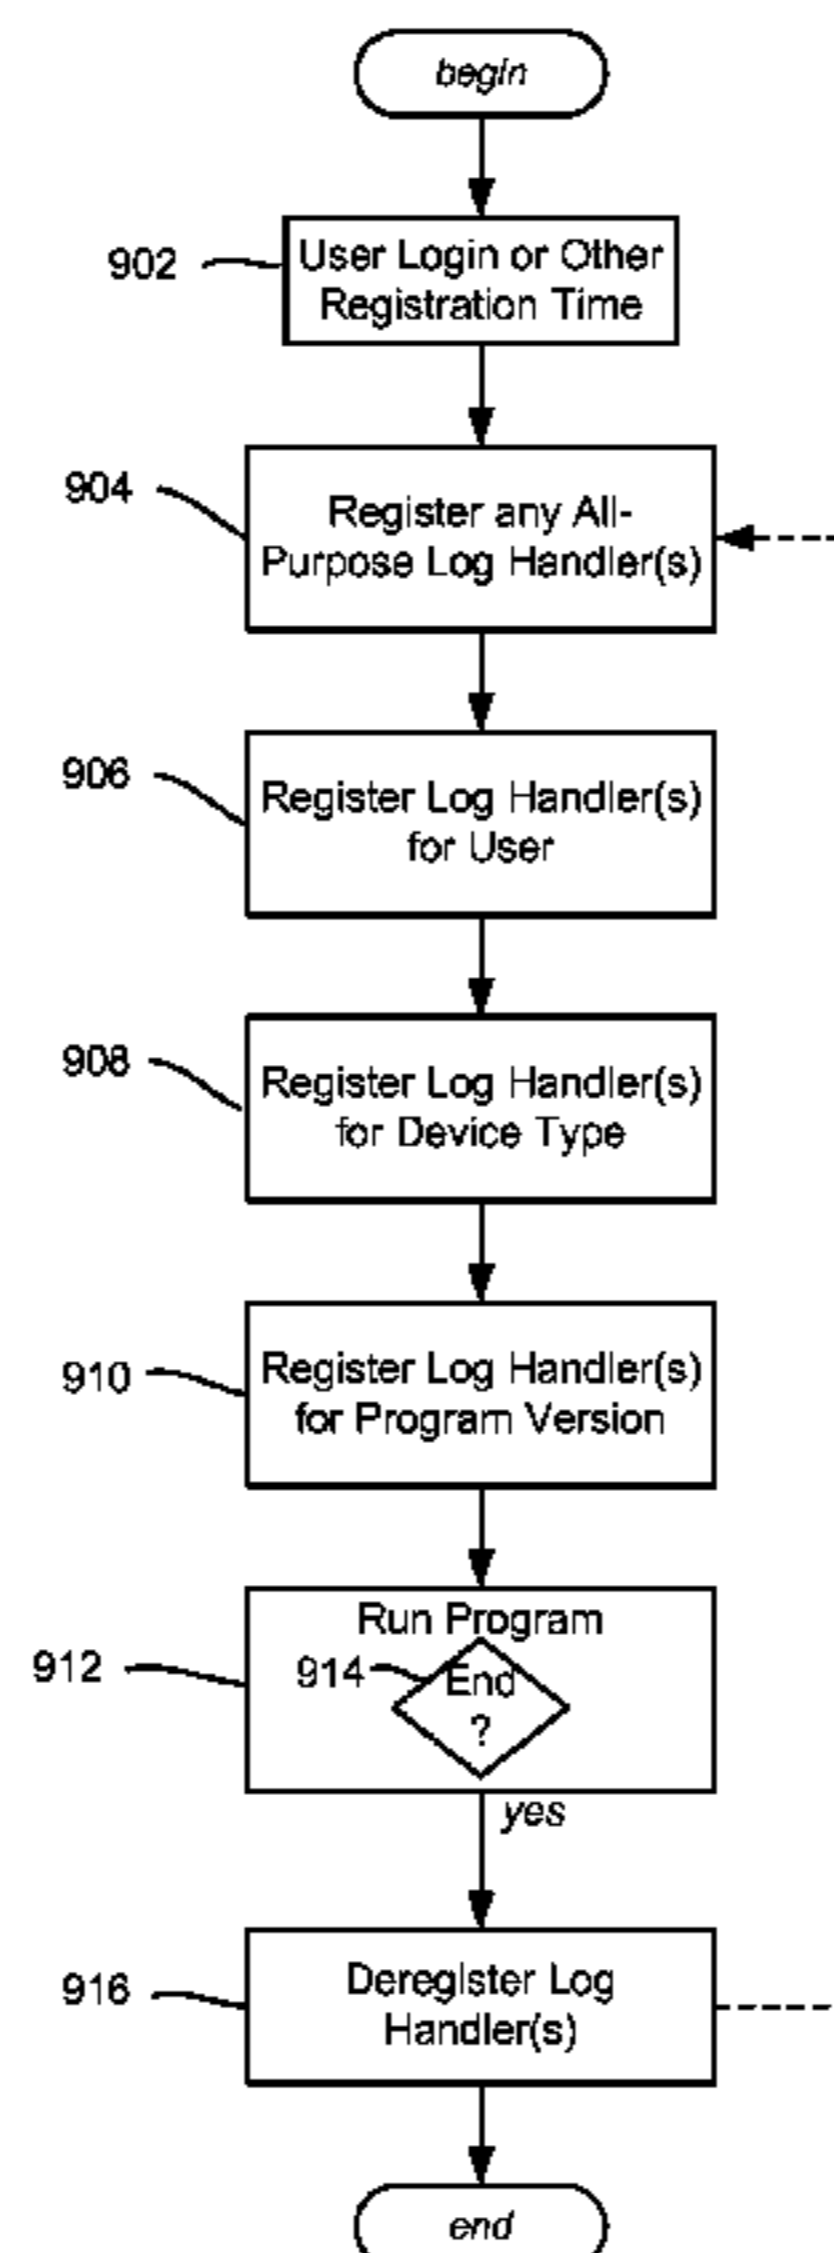 begin
902
User Login or Other
Registration Time
904
Register any All-
Purpose Log Handler(s)
906
Register Log Handler(s)
for User
908
Register Log Handler(s)
for Device Type
910
Register Log Handler(s)
for Program Version
912
Run Program
914
End
?
yes
916
Deregister Log
Handler(s)
end